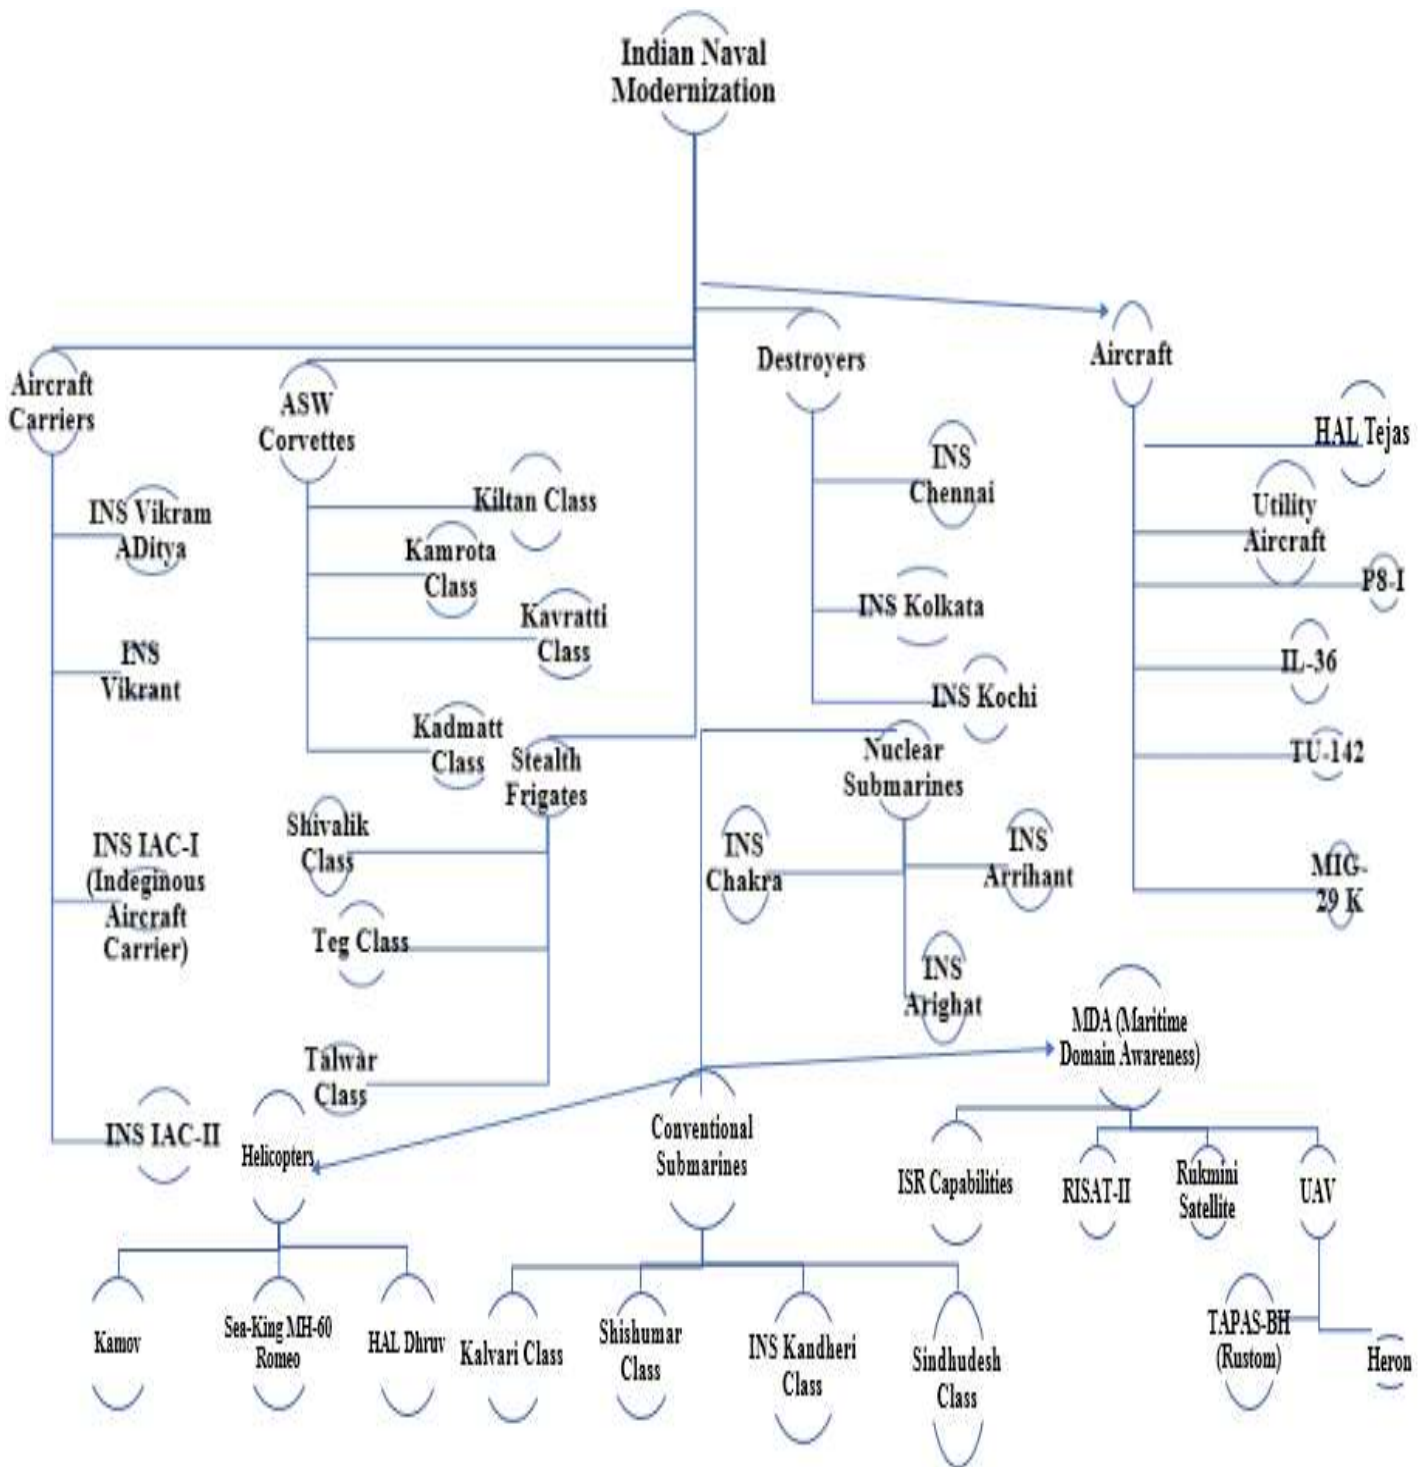 Indian Naval
Modernization
Aircraft
Carriers
INS Vikram
ADitya
INS
Vikrant
INS IAC-I
(Indeginous
Aircraft
Carrier)
INS IAC-II
ASW
Corvettes
Kiltan Class
Kamrota
Class
Kavratti
Class
Kadmatt
Class
Stealth
Frigates
Shivalik
Class
Teg Class
Talwar
Class
Destroyers
INS
Chennai
INS Kolkata
INS Kochi
Nuclear
Submarines
INS
Chakra
INS
Arrihant
INS
Arighat
Aircraft
HAL Tejas
Utility
Aircraft
P8-I
IL-36
TU-142
MIG-
29 K
Helicopters
Kamov
Sea-King MH-60
Romeo
HAL Dhruv
Conventional
Submarines
Kalvari Class
Shishumar
Class
INS Kandheri
Class
Sindhudesh
Class
MDA (Maritime
Domain Awareness)
ISR Capabilities
RISAT-II
Rukmini
Satellite
UAV
TAPAS-BH
(Rustom)
Heron